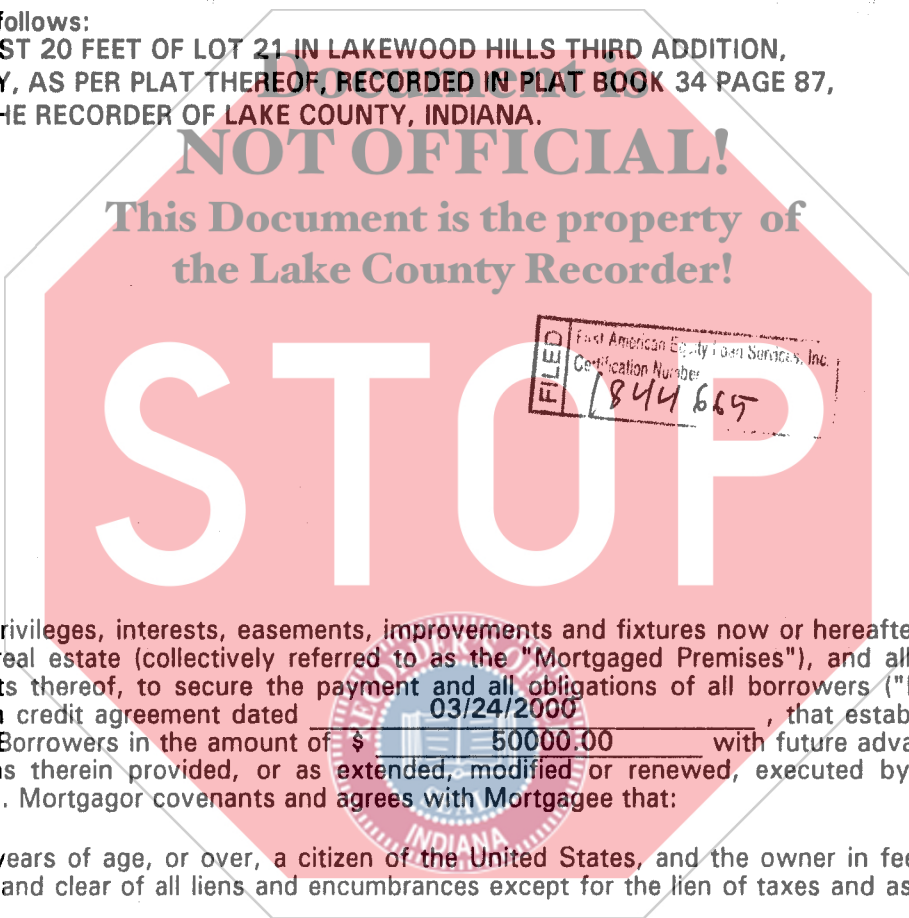 follows:
ST 20 FEET OF LOT 21 IN LAKEWOOD HILLS THIRD ADDITION,
Y, AS PER PLAT THEREOF, RECORDED IN PLAT BOOK 34 PAGE 87,
HE RECORDER OF LAKE COUNTY, INDIANA.
Document is
NOT OFFICIAL!
This Document is the property of
the Lake County Recorder!
FILED
First American Equity Loan Services, Inc.
Certification Number
1844665
STOP
rivileges, interests, easements, improvements and fixtures now or hereafte
real estate (collectively referred to as the "Mortgaged Premises"), and all
ts thereof, to secure the payment and all obligations of all borrowers ("
credit agreement dated 03/24/2000, that estab
Borrowers in the amount of $ 50000.00 with future adva
s therein provided, or as extended, modified or renewed, executed by
. Mortgagor covenants and agrees with Mortgagee that:
years of age, or over, a citizen of the United States, and the owner in fee
and clear of all liens and encumbrances except for the lien of taxes and as
RECORDER OF
SEAL
INDIANA